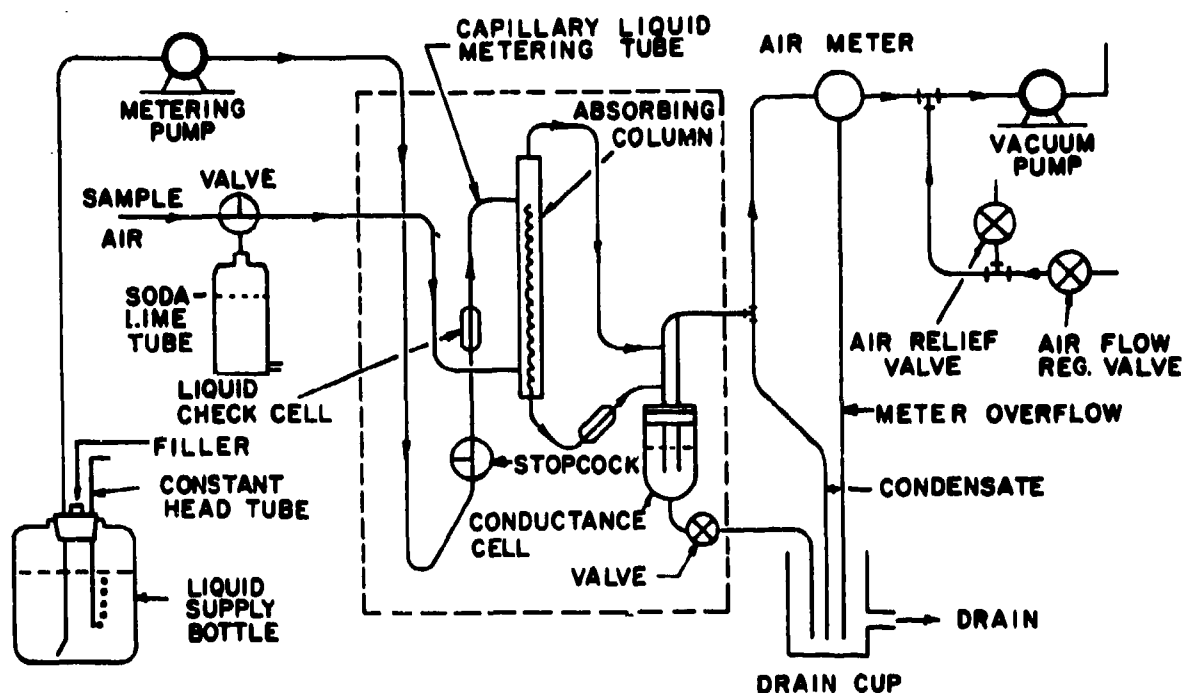 CAPILLARY LIQUID
METERING TUBE
AIR METER
METERING
PUMP
ABSORBING
COLUMN
VACUUM
PUMP
VALVE
SAMPLE
AIR
SODA
LIME
TUBE
LIQUID
CHECK CELL
AIR RELIEF
VALVE
AIR FLOW
REG. VALVE
METER OVERFLOW
FILLER
CONSTANT
HEAD TUBE
STOPCOCK
CONDENSATE
CONDUCTANCE
CELL
VALVE
LIQUID
SUPPLY
BOTTLE
DRAIN
DRAIN CUP